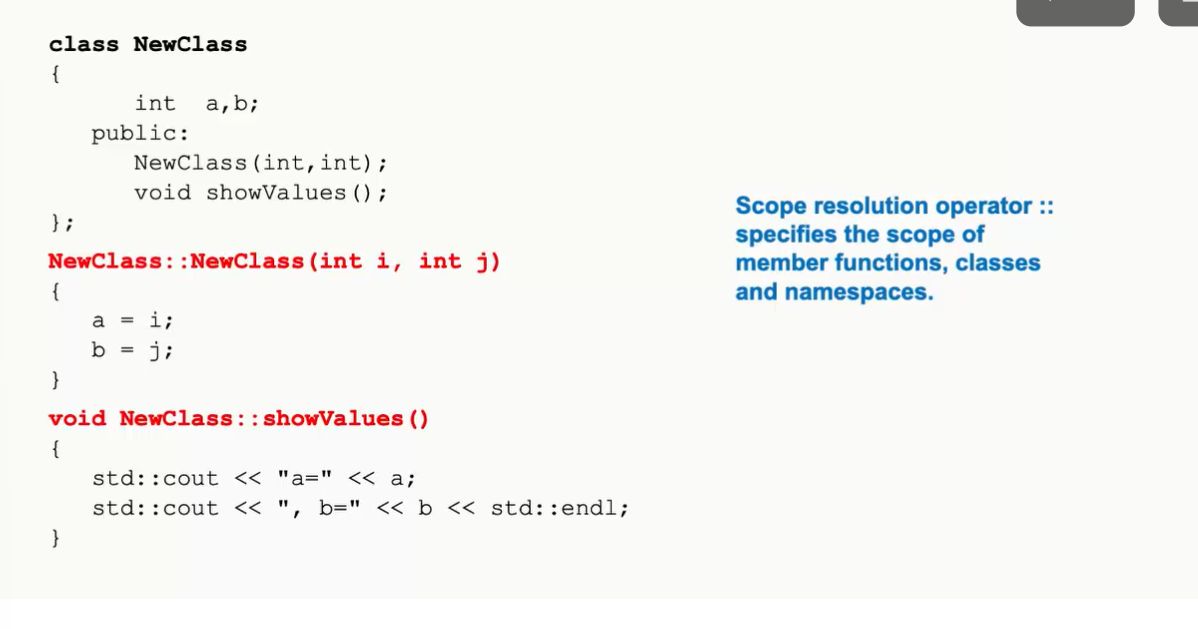 class NewClass
{
int a,b;
public:
NewClass(int,int);
void showValues();
};
NewClass::NewClass(int i, int j)
{
a = i;
b = j;
}
void NewClass::showValues()
{
std::cout << "a=" << a;
std::cout << ", b=" << b << std::endl;
}
Scope resolution operator ::
specifies the scope of
member functions, classes
and namespaces.